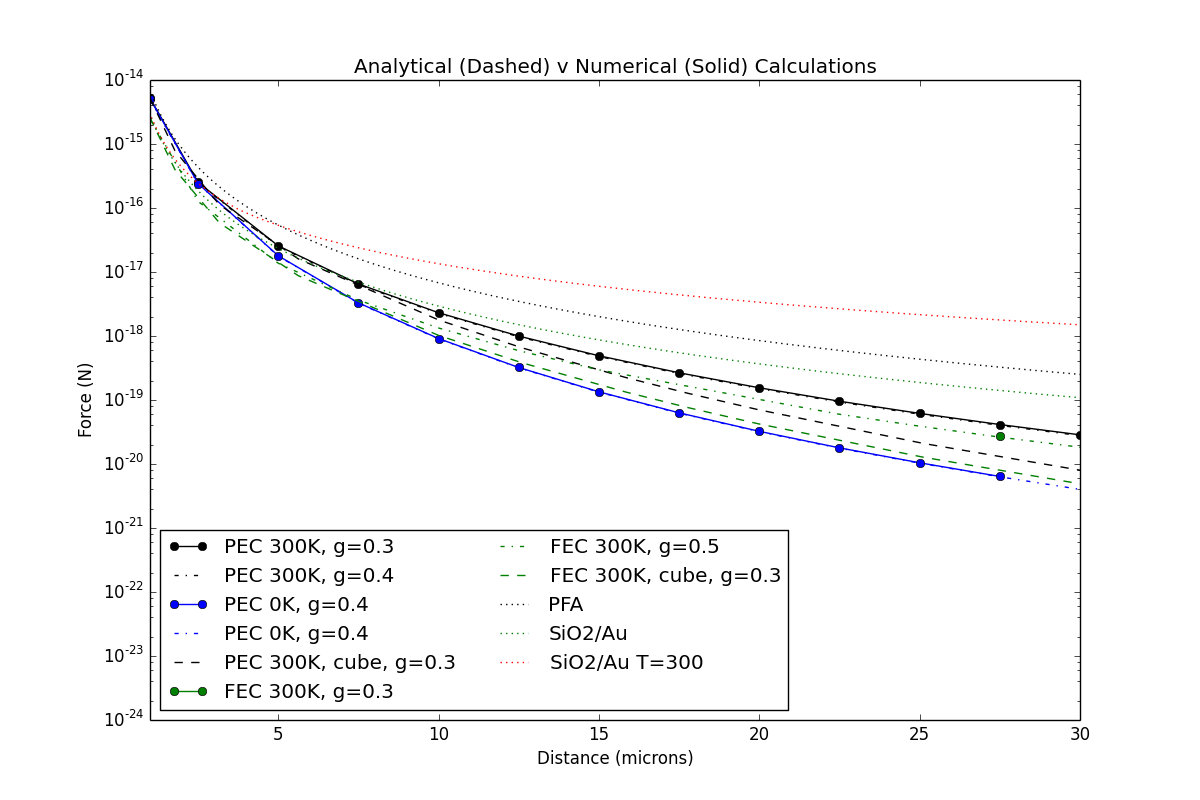 Analytical (Dashed) v Numerical (Solid) Calculations
10^-14
10^-15
10^-16
10^-17
10^-18
10^-19
10^-20
10^-21
10^-22
10^-23
10^-24
Force (N)
PEC 300K, g=0.3
PEC 300K, g=0.4
PEC 0K, g=0.4
PEC 0K, g=0.4
PEC 300K, cube, g=0.3
FEC 300K, g=0.3
FEC 300K, g=0.5
FEC 300K, cube, g=0.3
PFA
SiO2/Au
SiO2/Au T=300
5 10 15 20 25 30
Distance (microns)